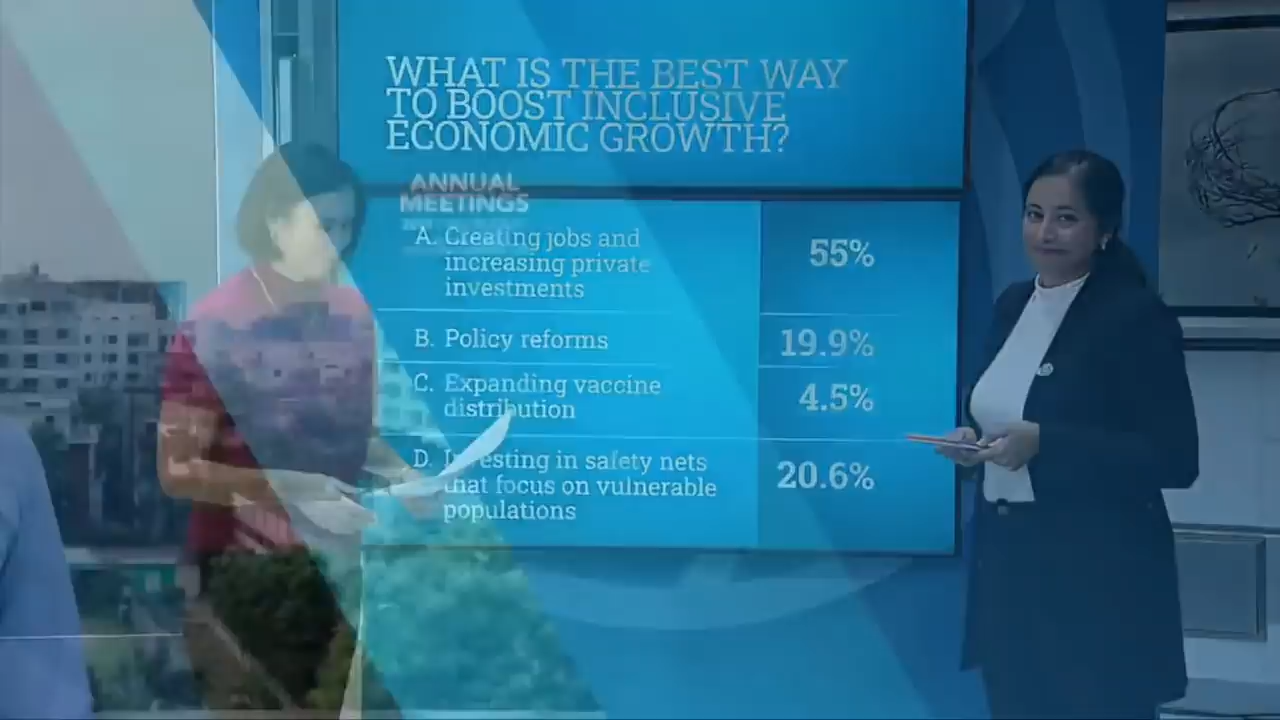 WHAT IS THE BEST WAY
TO BOOST INCLUSIVE
ECONOMIC GROWTH?
ANNUAL
MEETINGS
A. Creating jobs and
increasing private
investments
55%
B. Policy reforms
19.9%
C. Expanding vaccine
distribution
4.5%
D. Investing in safety nets
that focus on vulnerable
populations
20.6%